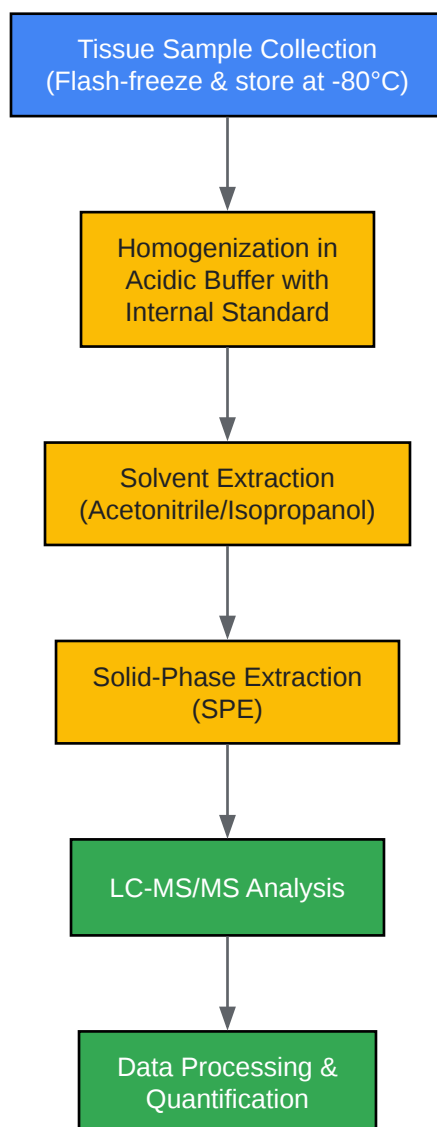 Tissue Sample Collection
(Flash-freeze & store at -80°C)
Homogenization in
Acidic Buffer with
Internal Standard
Solvent Extraction
(Acetonitrile/Isopropanol)
Solid-Phase Extraction
(SPE)
LC-MS/MS Analysis
Data Processing &
Quantification